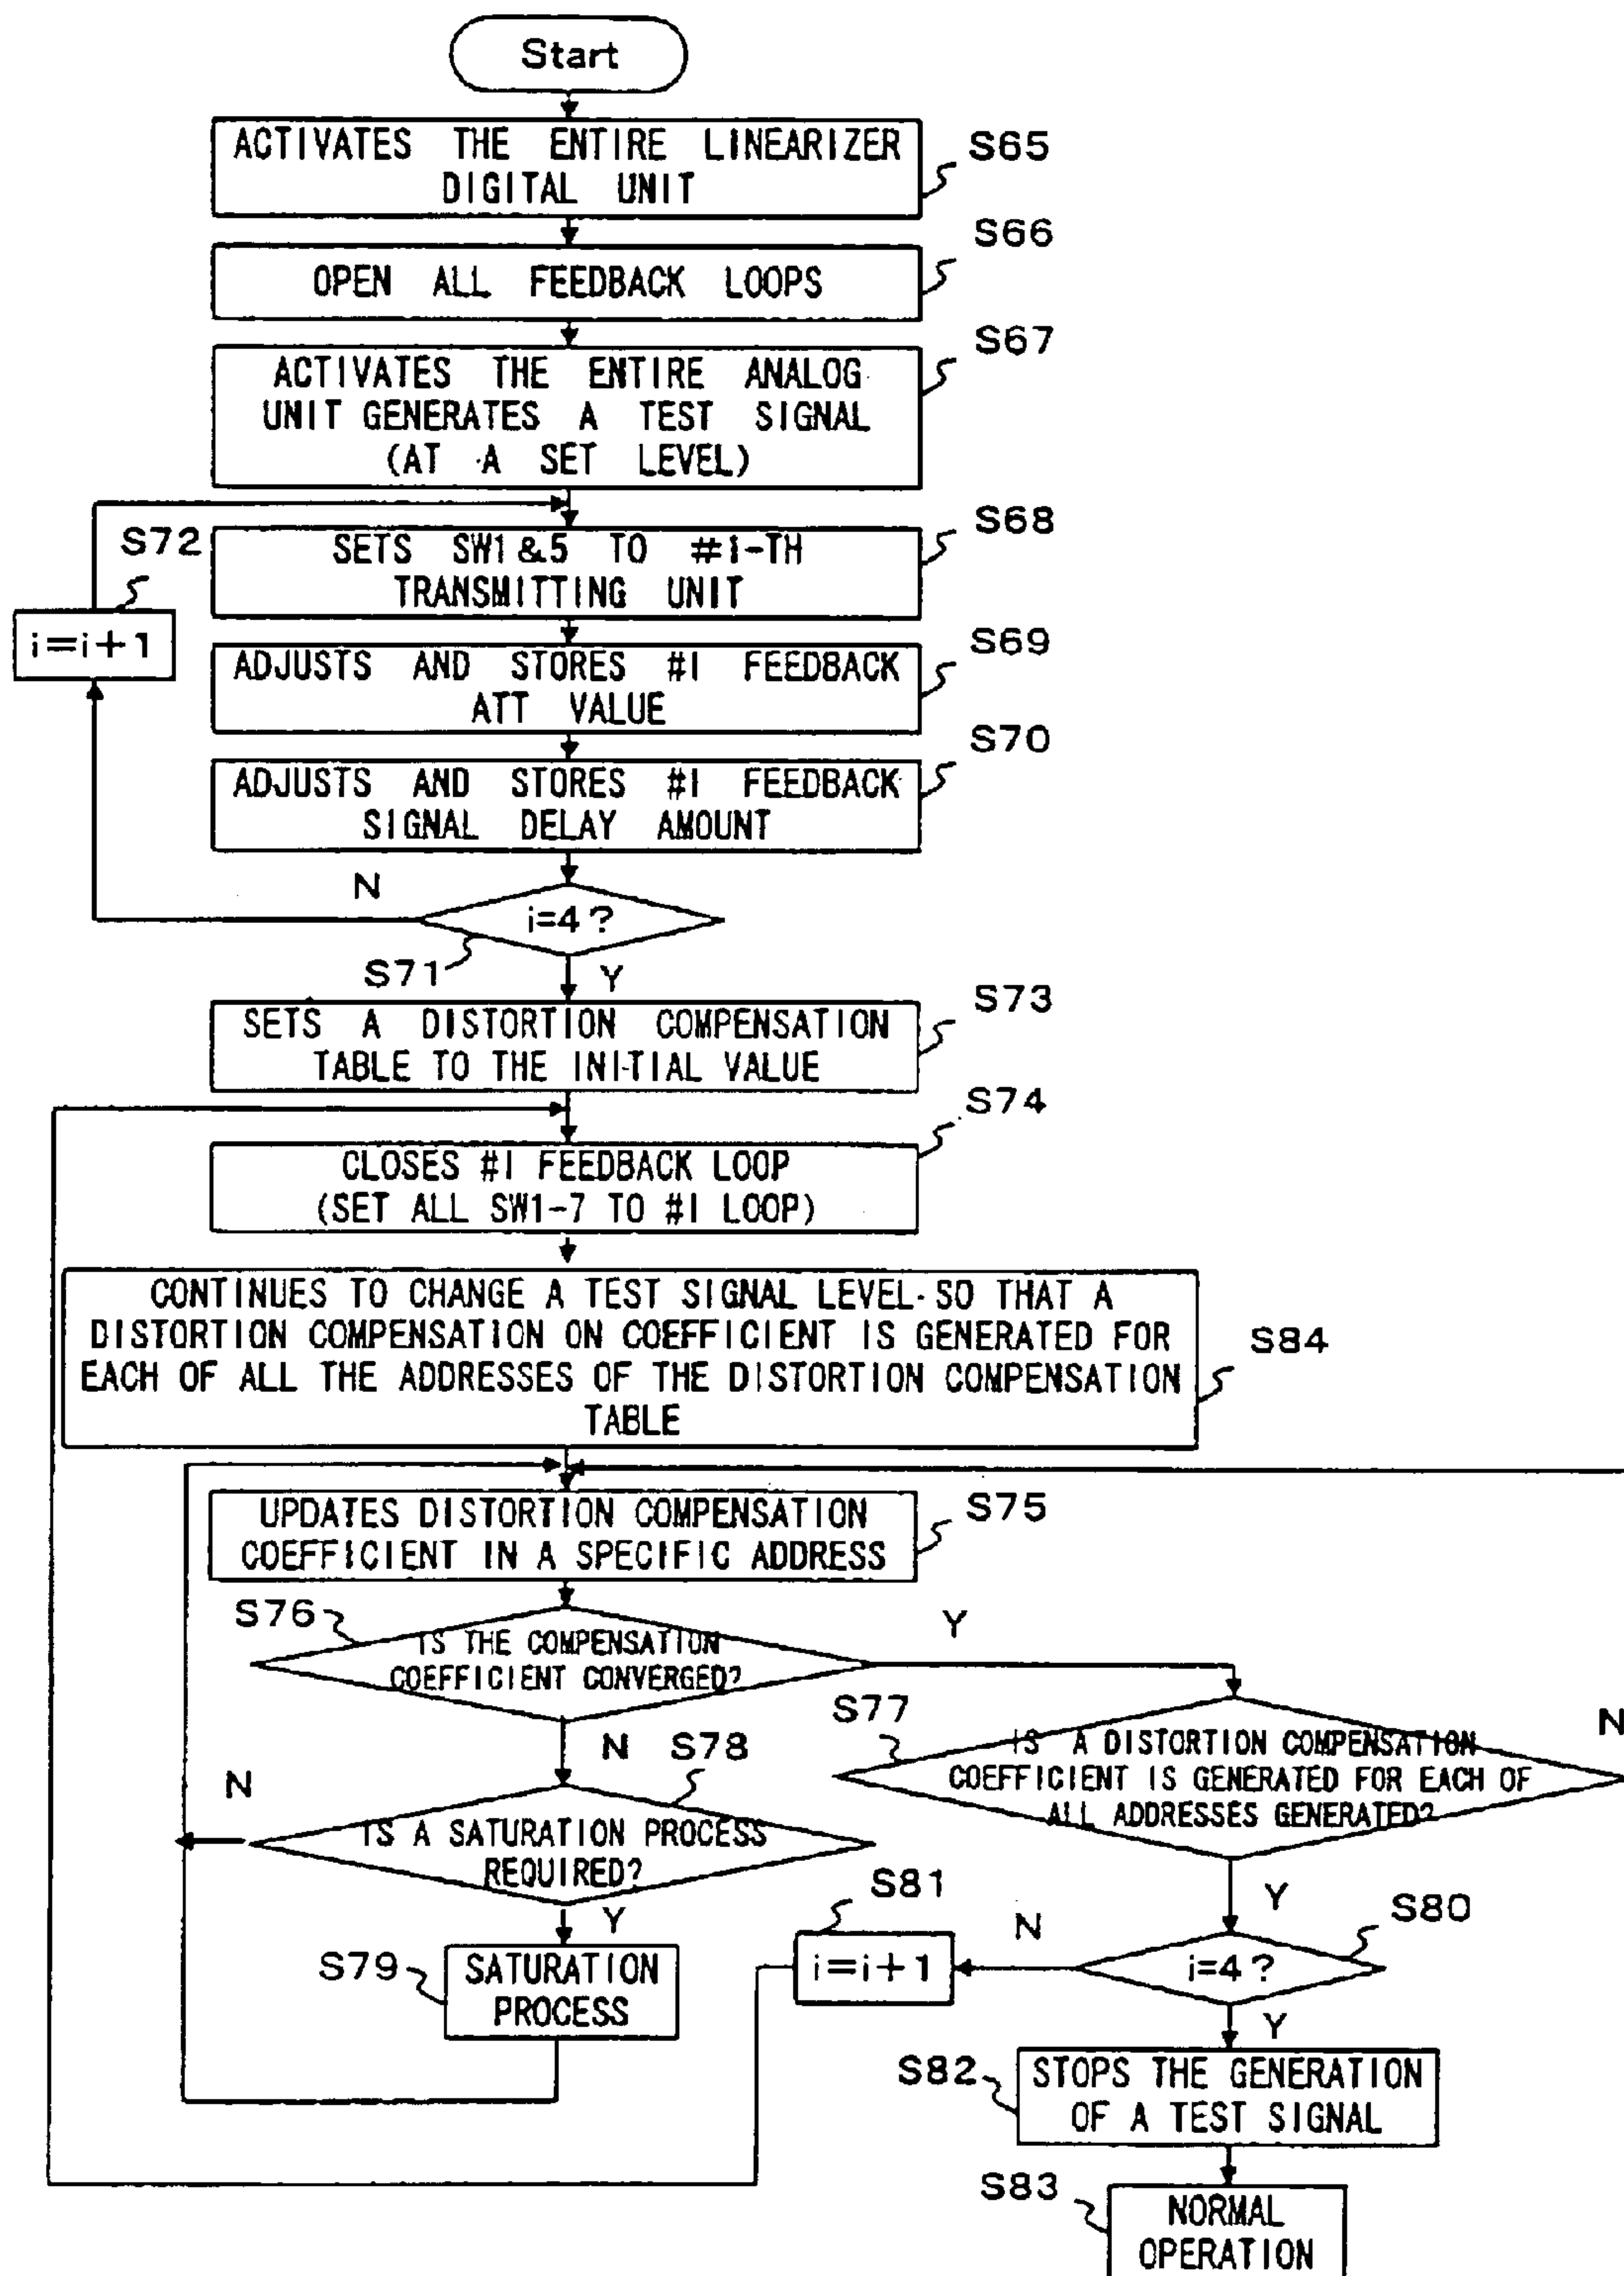 Start
ACTIVATES THE ENTIRE LINEARIZER
DIGITAL UNIT
S65
OPEN ALL FEEDBACK LOOPS
S66
ACTIVATES THE ENTIRE ANALOG
UNIT GENERATES A TEST SIGNAL
(AT A SET LEVEL)
S67
S72
i=i+1
SETS SW1&5 TO #I-TH
TRANSMITTING UNIT
S68
ADJUSTS AND STORES #I FEEDBACK
ATT VALUE
S69
ADJUSTS AND STORES #I FEEDBACK
SIGNAL DELAY AMOUNT
S70
N
i=4?
S71
Y
SETS A DISTORTION COMPENSATION
TABLE TO THE INITIAL VALUE
S73
CLOSES #I FEEDBACK LOOP
(SET ALL SW1-7 TO #I LOOP)
S74
CONTINUES TO CHANGE A TEST SIGNAL LEVEL SO THAT A
DISTORTION COMPENSATION ON COEFFICIENT IS GENERATED FOR
EACH OF ALL THE ADDRESSES OF THE DISTORTION COMPENSATION
TABLE
S84
UPDATES DISTORTION COMPENSATION
COEFFICIENT IN A SPECIFIC ADDRESS
S75
S76
IS THE COMPENSATION
COEFFICIENT CONVERGED?
Y
N
S77
IS A DISTORTION COMPENSATION
COEFFICIENT IS GENERATED FOR EACH OF
ALL ADDRESSES GENERATED?
N
S78
N
IS A SATURATION PROCESS
REQUIRED?
Y
S79
SATURATION
PROCESS
S81
i=i+1
N
Y
S80
i=4?
Y
S82
STOPS THE GENERATION
OF A TEST SIGNAL
S83
NORMAL
OPERATION